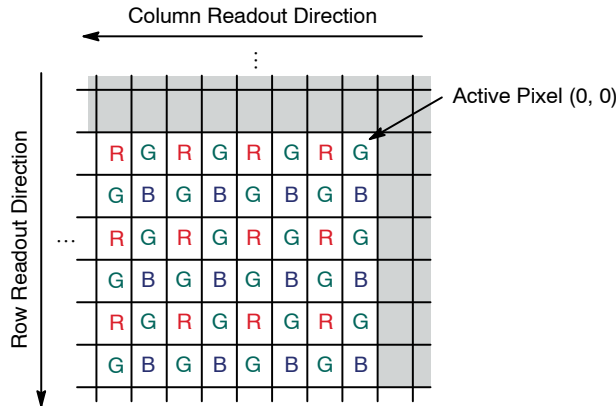 Column Readout Direction
⋮
Active Pixel (0, 0)
Row Readout Direction
R G R G R G R G
G B G B G B G B
...
R G R G R G R G
G B G B G B G B
R G R G R G R G
G B G B G B G B